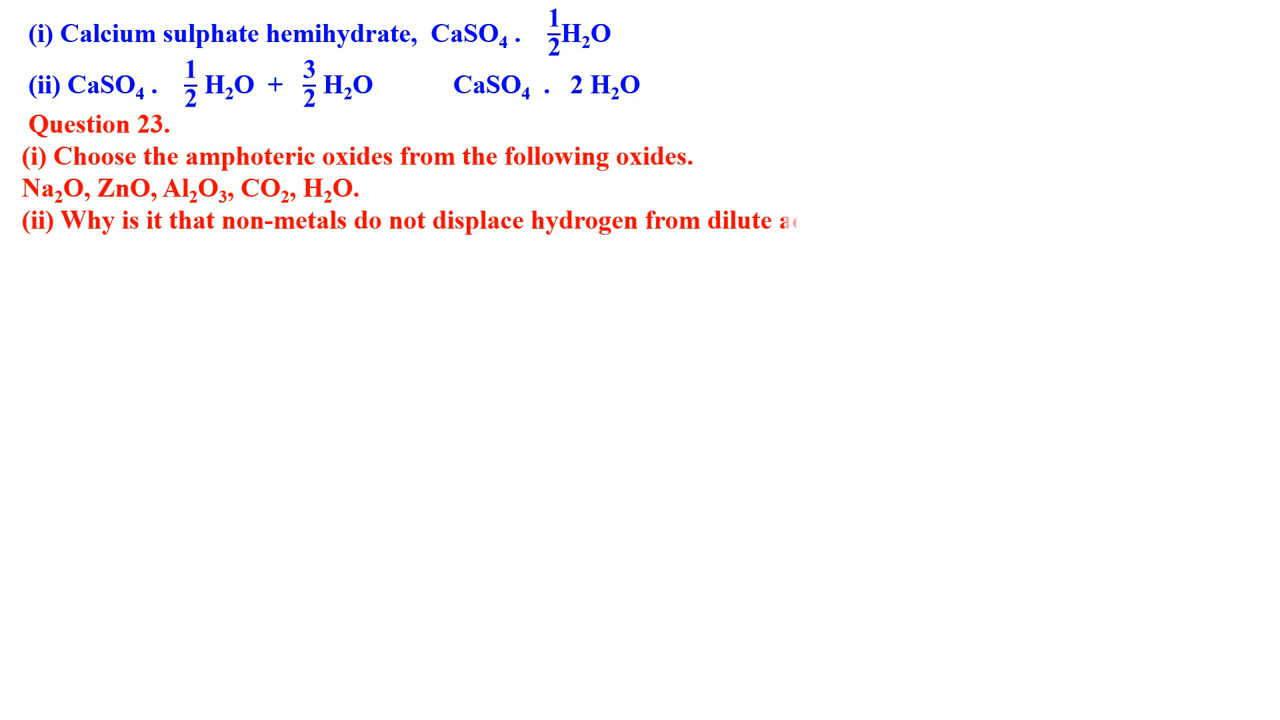 (i) Calcium sulphate hemihydrate, CaSO₄ . 1/2 H₂O
(ii) CaSO₄ . 1/2 H₂O + 3/2 H₂O CaSO₄ . 2 H₂O
Question 23.
(i) Choose the amphoteric oxides from the following oxides.
Na₂O, ZnO, Al₂O₃, CO₂, H₂O.
(ii) Why is it that non-metals do not displace hydrogen from dilute